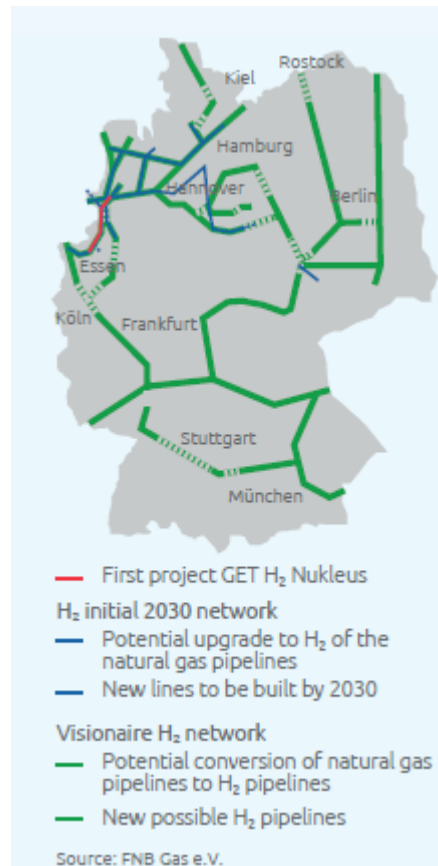 Kiel
Rostock
Hamburg
Hannover
Berlin
Essen
Köln
Frankfurt
Stuttgart
München
First project GET H₂ Nukleus
H₂ initial 2030 network
Potential upgrade to H₂ of the
natural gas pipelines
New lines to be built by 2030
Visionaire H₂ network
Potential conversion of natural gas
pipelines to H₂ pipelines
New possible H₂ pipelines
Source: FNB Gas e.V.